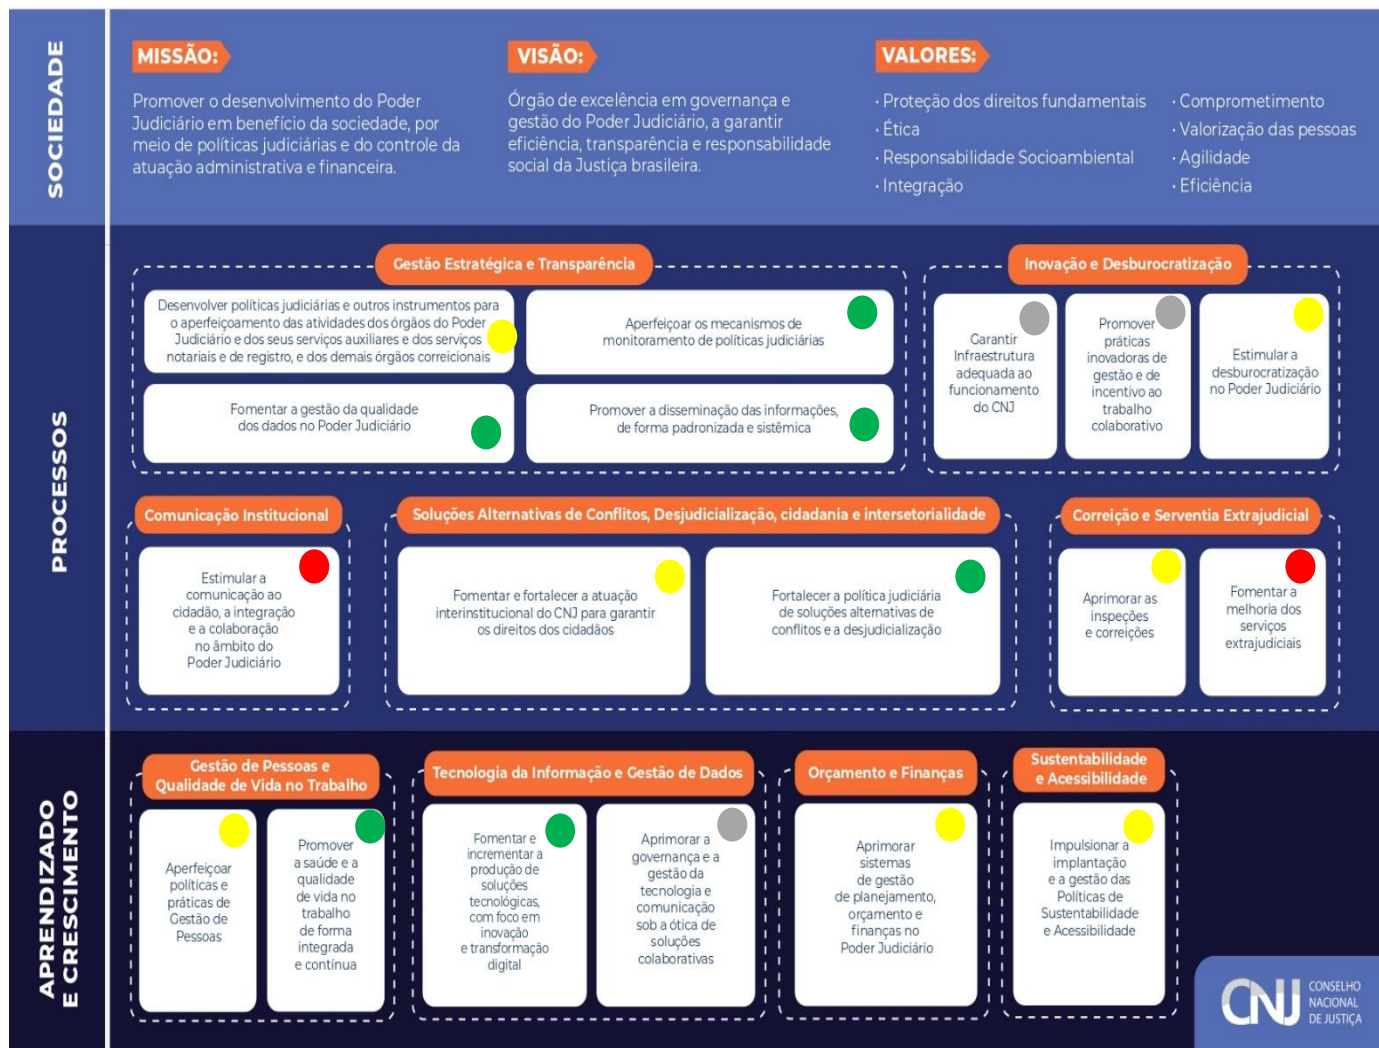 SOCIEDADE
MISSÃO:
Promover o desenvolvimento do Poder
Judiciário em benefício da sociedade, por
meio de políticas judiciárias e do controle da
atuação administrativa e financeira.
VISÃO:
Órgão de excelência em governança e
gestão do Poder Judiciário, a garantir
eficiência, transparência e responsabilidade
social da Justiça brasileira.
VALORES:
· Proteção dos direitos fundamentais
· Ética
· Responsabilidade Socioambiental
· Integração
· Comprometimento
· Valorização das pessoas
· Agilidade
· Eficiência
PROCESSOS
Gestão Estratégica e Transparência
Desenvolver políticas judiciárias e outros instrumentos para
o aperfeiçoamento das atividades dos órgãos do Poder
Judiciário e dos seus serviços auxiliares e dos serviços
notariais e de registro, e dos demais órgãos correicionais
Aperfeiçoar os mecanismos de
monitoramento de políticas judiciárias
Fomentar a gestão da qualidade
dos dados no Poder Judiciário
Promover a disseminação das informações,
de forma padronizada e sistêmica
Inovação e Desburocratização
Garantir
Infraestrutura
adequada ao
funcionamento
do CNJ
Promover
práticas
inovadoras de
gestão e de
incentivo ao
trabalho
colaborativo
Estimular a
desburocratização
no Poder Judiciário
Comunicação Institucional
Estimular a
comunicação ao
cidadão, a integração
e a colaboração
no âmbito do
Poder Judiciário
Soluções Alternativas de Conflitos, Desjudicialização, cidadania e intersetorialidade
Fomentar e fortalecer a atuação
interinstitucional do CNJ para garantir
os direitos dos cidadãos
Fortalecer a política judiciária
de soluções alternativas de
conflitos e a desjudicialização
Correição e Serventia Extrajudicial
Aprimorar as
inspeções
e correições
Fomentar a
melhoria dos
serviços
extrajudiciais
APRENDIZADO
E CRESCIMENTO
Gestão de Pessoas e
Qualidade de Vida no Trabalho
Aperfeiçoar
políticas e
práticas de
Gestão de
Pessoas
Promover
a saúde e a
qualidade
de vida no
trabalho
de forma
integrada
e contínua
Tecnologia da Informação e Gestão de Dados
Fomentar e
incrementar a
produção de
soluções
tecnológicas,
com foco em
inovação
e transformação
digital
Aprimorar a
governança e a
gestão da
tecnologia e
comunicação
sob a ótica de
soluções
colaborativas
Orçamento e Finanças
Aprimorar
sistemas
de gestão
de planejamento,
orçamento e
finanças no
Poder Judiciário
Sustentabilidade
e Acessibilidade
Impulsionar a
implantação
e a gestão das
Políticas de
Sustentabilidade
e Acessibilidade
CNJ
CONSELHO
NACIONAL
DE JUSTIÇA